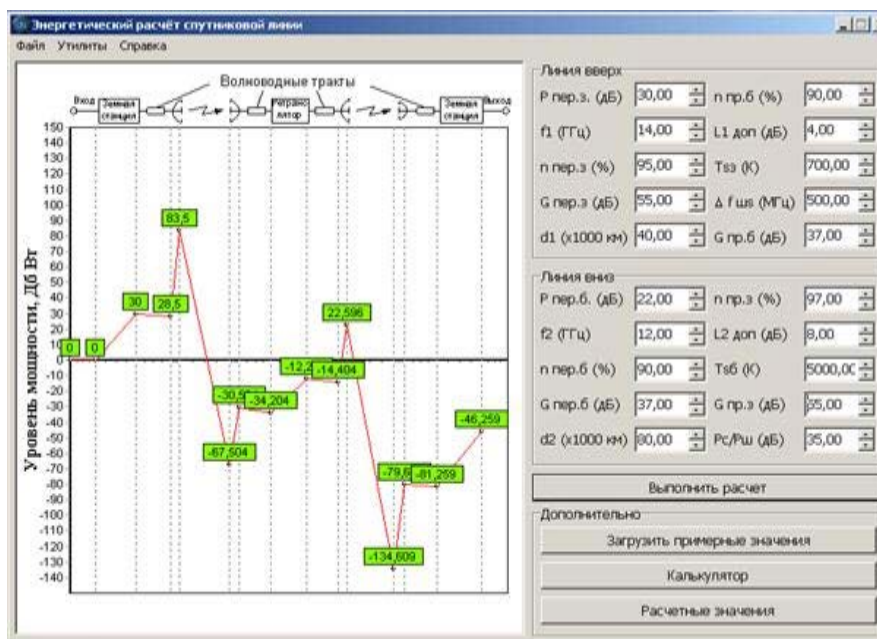 Энергетический расчёт спутниковой линии
Файл Утилиты Справка
Волноводные тракты
Вход
Земная станция
Ретранслятор
Земная станция
Выход
Уровень мощности, Дб Вт
150
140
130
120
110
100
90
80
70
60
50
40
30
20
10
0
-10
-20
-30
-40
-50
-60
-70
-80
-90
-100
-110
-120
-130
-140
0
0
30
28,5
83,5
-67,504
-34,204
-14,404
22,596
-134,609
-81,259
-46,259
Линия вверх
P пер.з. (дБ) 30,00 n пр.б (%) 90,00
f1 (ГГц) 14,00 L1 доп (дБ) 4,00
n пер.з (%) 95,00 Tsз (К) 700,00
G пер.з (дБ) 55,00 Δ f шs (МГц) 500,00
d1 (x1000 км) 40,00 G пр.б (дБ) 37,00
Линия вниз
P пер.б. (дБ) 22,00 n пр.з (%) 97,00
f2 (ГГц) 12,00 L2 доп (дБ) 8,00
n пер.б (%) 90,00 Tsб (К) 5000,00
G пер.б (дБ) 37,00 G пр.з (дБ) 55,00
d2 (x1000 км) 80,00 Pс/Pш (дБ) 35,00
Выполнить расчет
Дополнительно
Загрузить примерные значения
Калькулятор
Расчетные значения